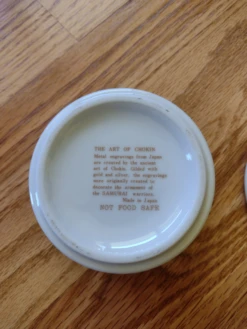 THE ART OF CHOKIN
Metal engravings from Japan
are created by the ancient
art of Chokin. Gilded with
gold and silver, the engravings
were originally created to
decorate the armament of
the SAMURAI warriors.
Made in Japan
NOT FOOD SAFE